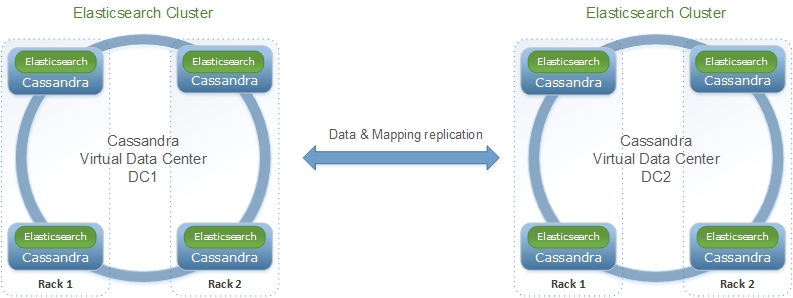 Elasticsearch Cluster
Elasticsearch
Cassandra
Elasticsearch
Cassandra
Cassandra
Virtual Data Center
DC1
Elasticsearch
Cassandra
Elasticsearch
Cassandra
Rack 1
Rack 2
Data & Mapping replication
Elasticsearch Cluster
Elasticsearch
Cassandra
Elasticsearch
Cassandra
Cassandra
Virtual Data Center
DC2
Elasticsearch
Cassandra
Elasticsearch
Cassandra
Rack 1
Rack 2